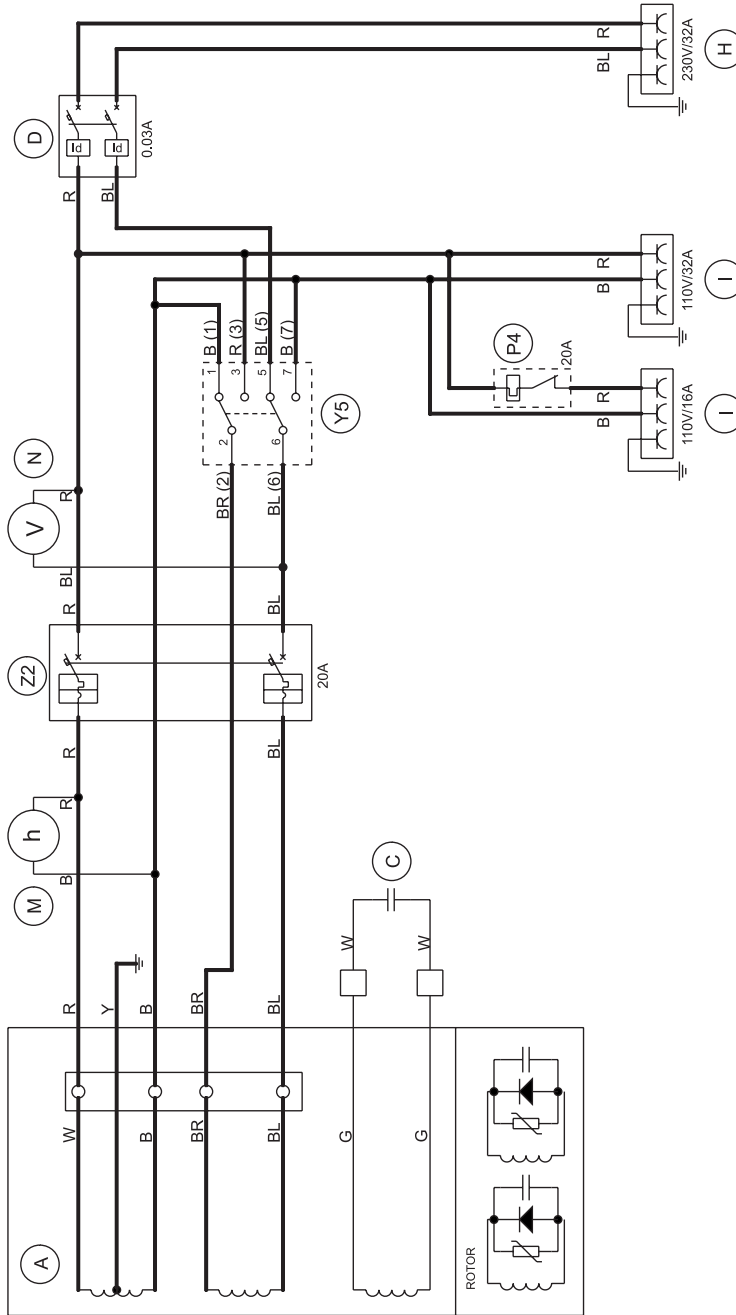 A
M
h
Z2
V
N
D
B
R
BL
R
W
R
R
R
R
Id
Y
BL
Id
B
B
0.03A
BR
BR
1
B (1)
BR (2)
2
3
R (3)
BL
BL
BL
BL
BL (6)
6
5
BL (5)
7
B (7)
20A
G
W
Y5
C
G
W
ROTOR
P4
20A
B
R
B
R
BL
R
110V/16A
110V/32A
230V/32A
I
I
H